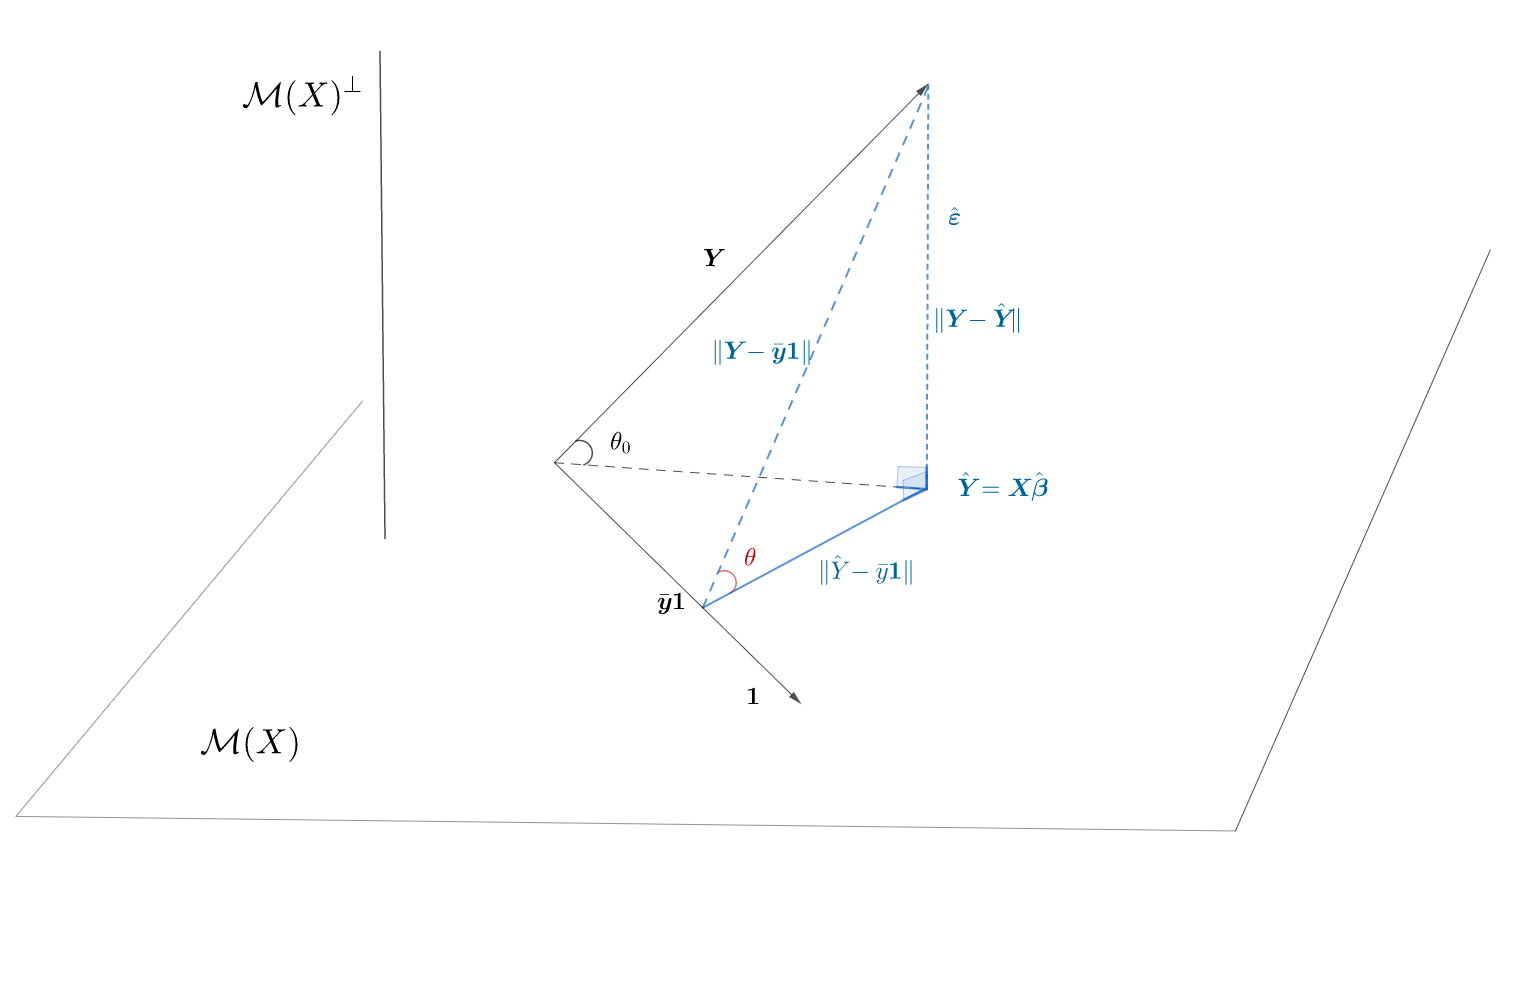 ℳ(X)^⊥
Y
ε̂
‖Y − Ŷ‖
‖Y − ȳ1‖
θ₀
Ŷ = Xβ̂
θ
‖Ŷ − ȳ1‖
ȳ1
1
ℳ(X)